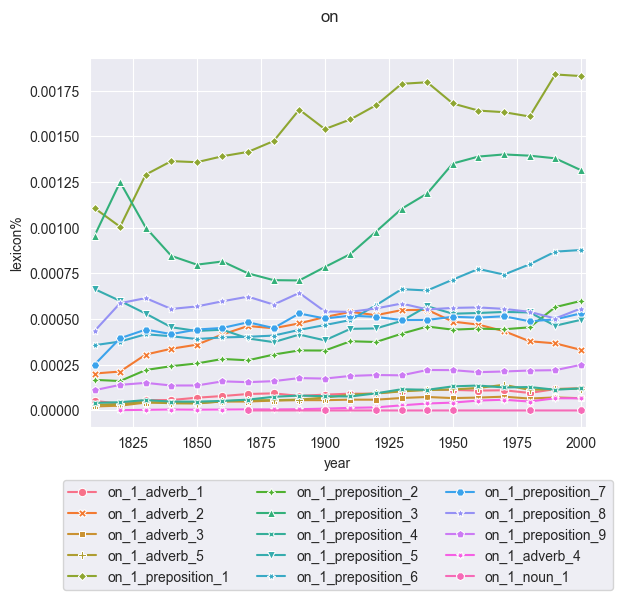 on
0.00175
0.00150
0.00125
0.00100
0.00075
0.00050
0.00025
0.00000
lexicon%
1825 1850 1875 1900 1925 1950 1975 2000
year
on_1_adverb_1 on_1_preposition_2 on_1_preposition_7
on_1_adverb_2 on_1_preposition_3 on_1_preposition_8
on_1_adverb_3 on_1_preposition_4 on_1_preposition_9
on_1_adverb_5 on_1_preposition_5 on_1_adverb_4
on_1_preposition_1 on_1_preposition_6 on_1_noun_1